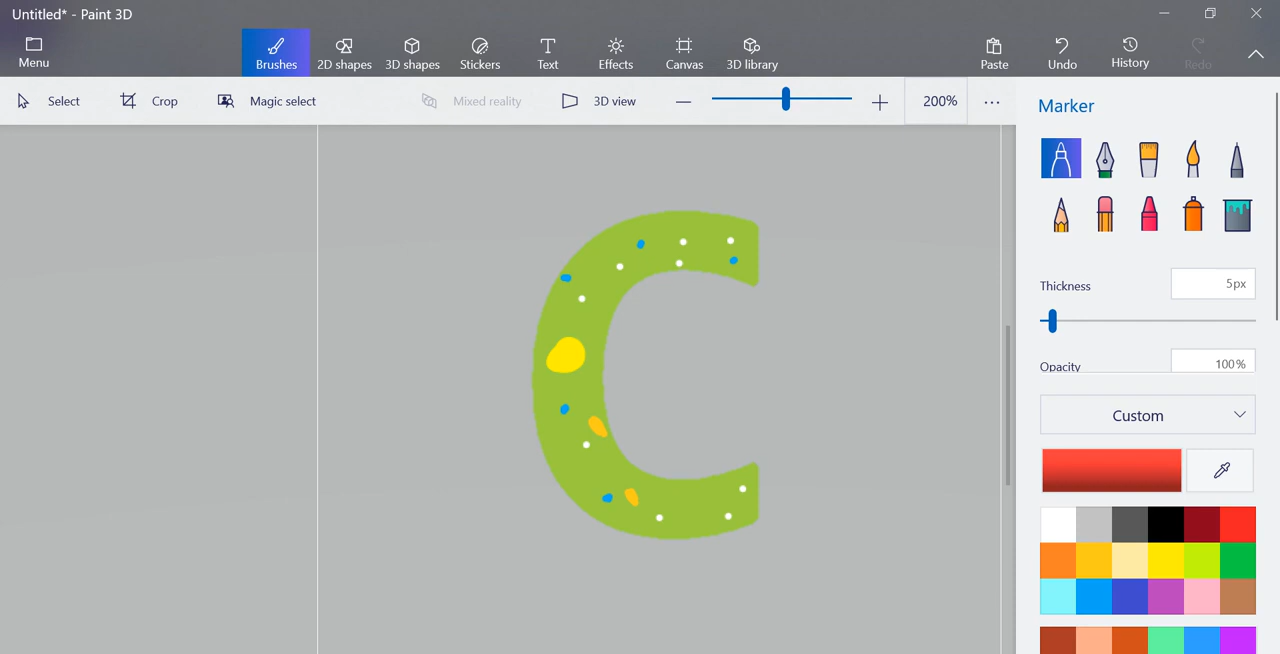 Untitled* - Paint 3D
Menu
Brushes
2D shapes
3D shapes
Stickers
Text
Effects
Canvas
3D library
Paste
Undo
History
Redo
Select
Crop
Magic select
Mixed reality
3D view
200%
Marker
Thickness
5px
Opacity
100%
Custom
C